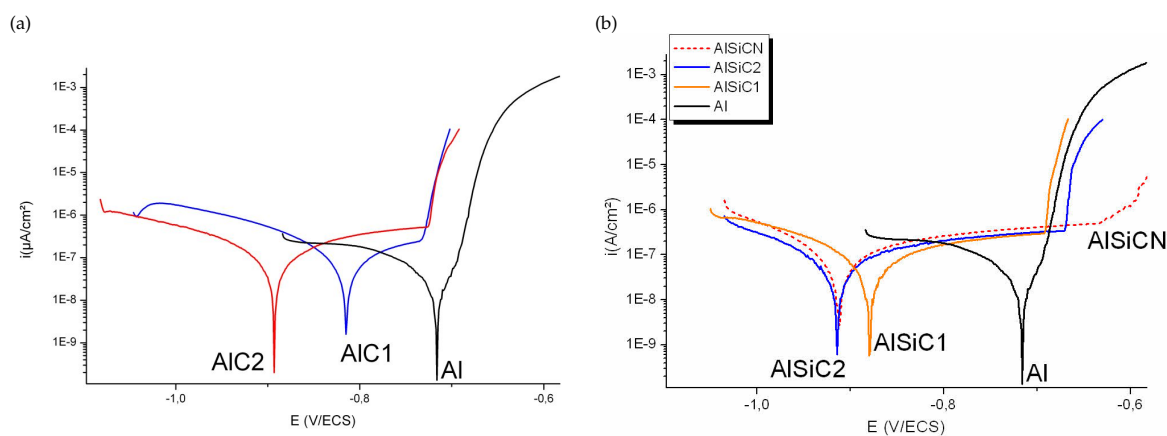 (a)
1E-3
1E-4
1E-5
1E-6
1E-7
1E-8
1E-9
i(µA/cm²)
AlC2
AlC1
Al
-1,0
-0,8
-0,6
E (V/ECS)
(b)
AlSiCN
AlSiC2
AlSiC1
Al
1E-3
1E-4
1E-5
1E-6
1E-7
1E-8
1E-9
i(A/cm²)
AlSiCN
AlSiC1
AlSiC2
Al
-1,0
-0,8
-0,6
E (V/ECS)